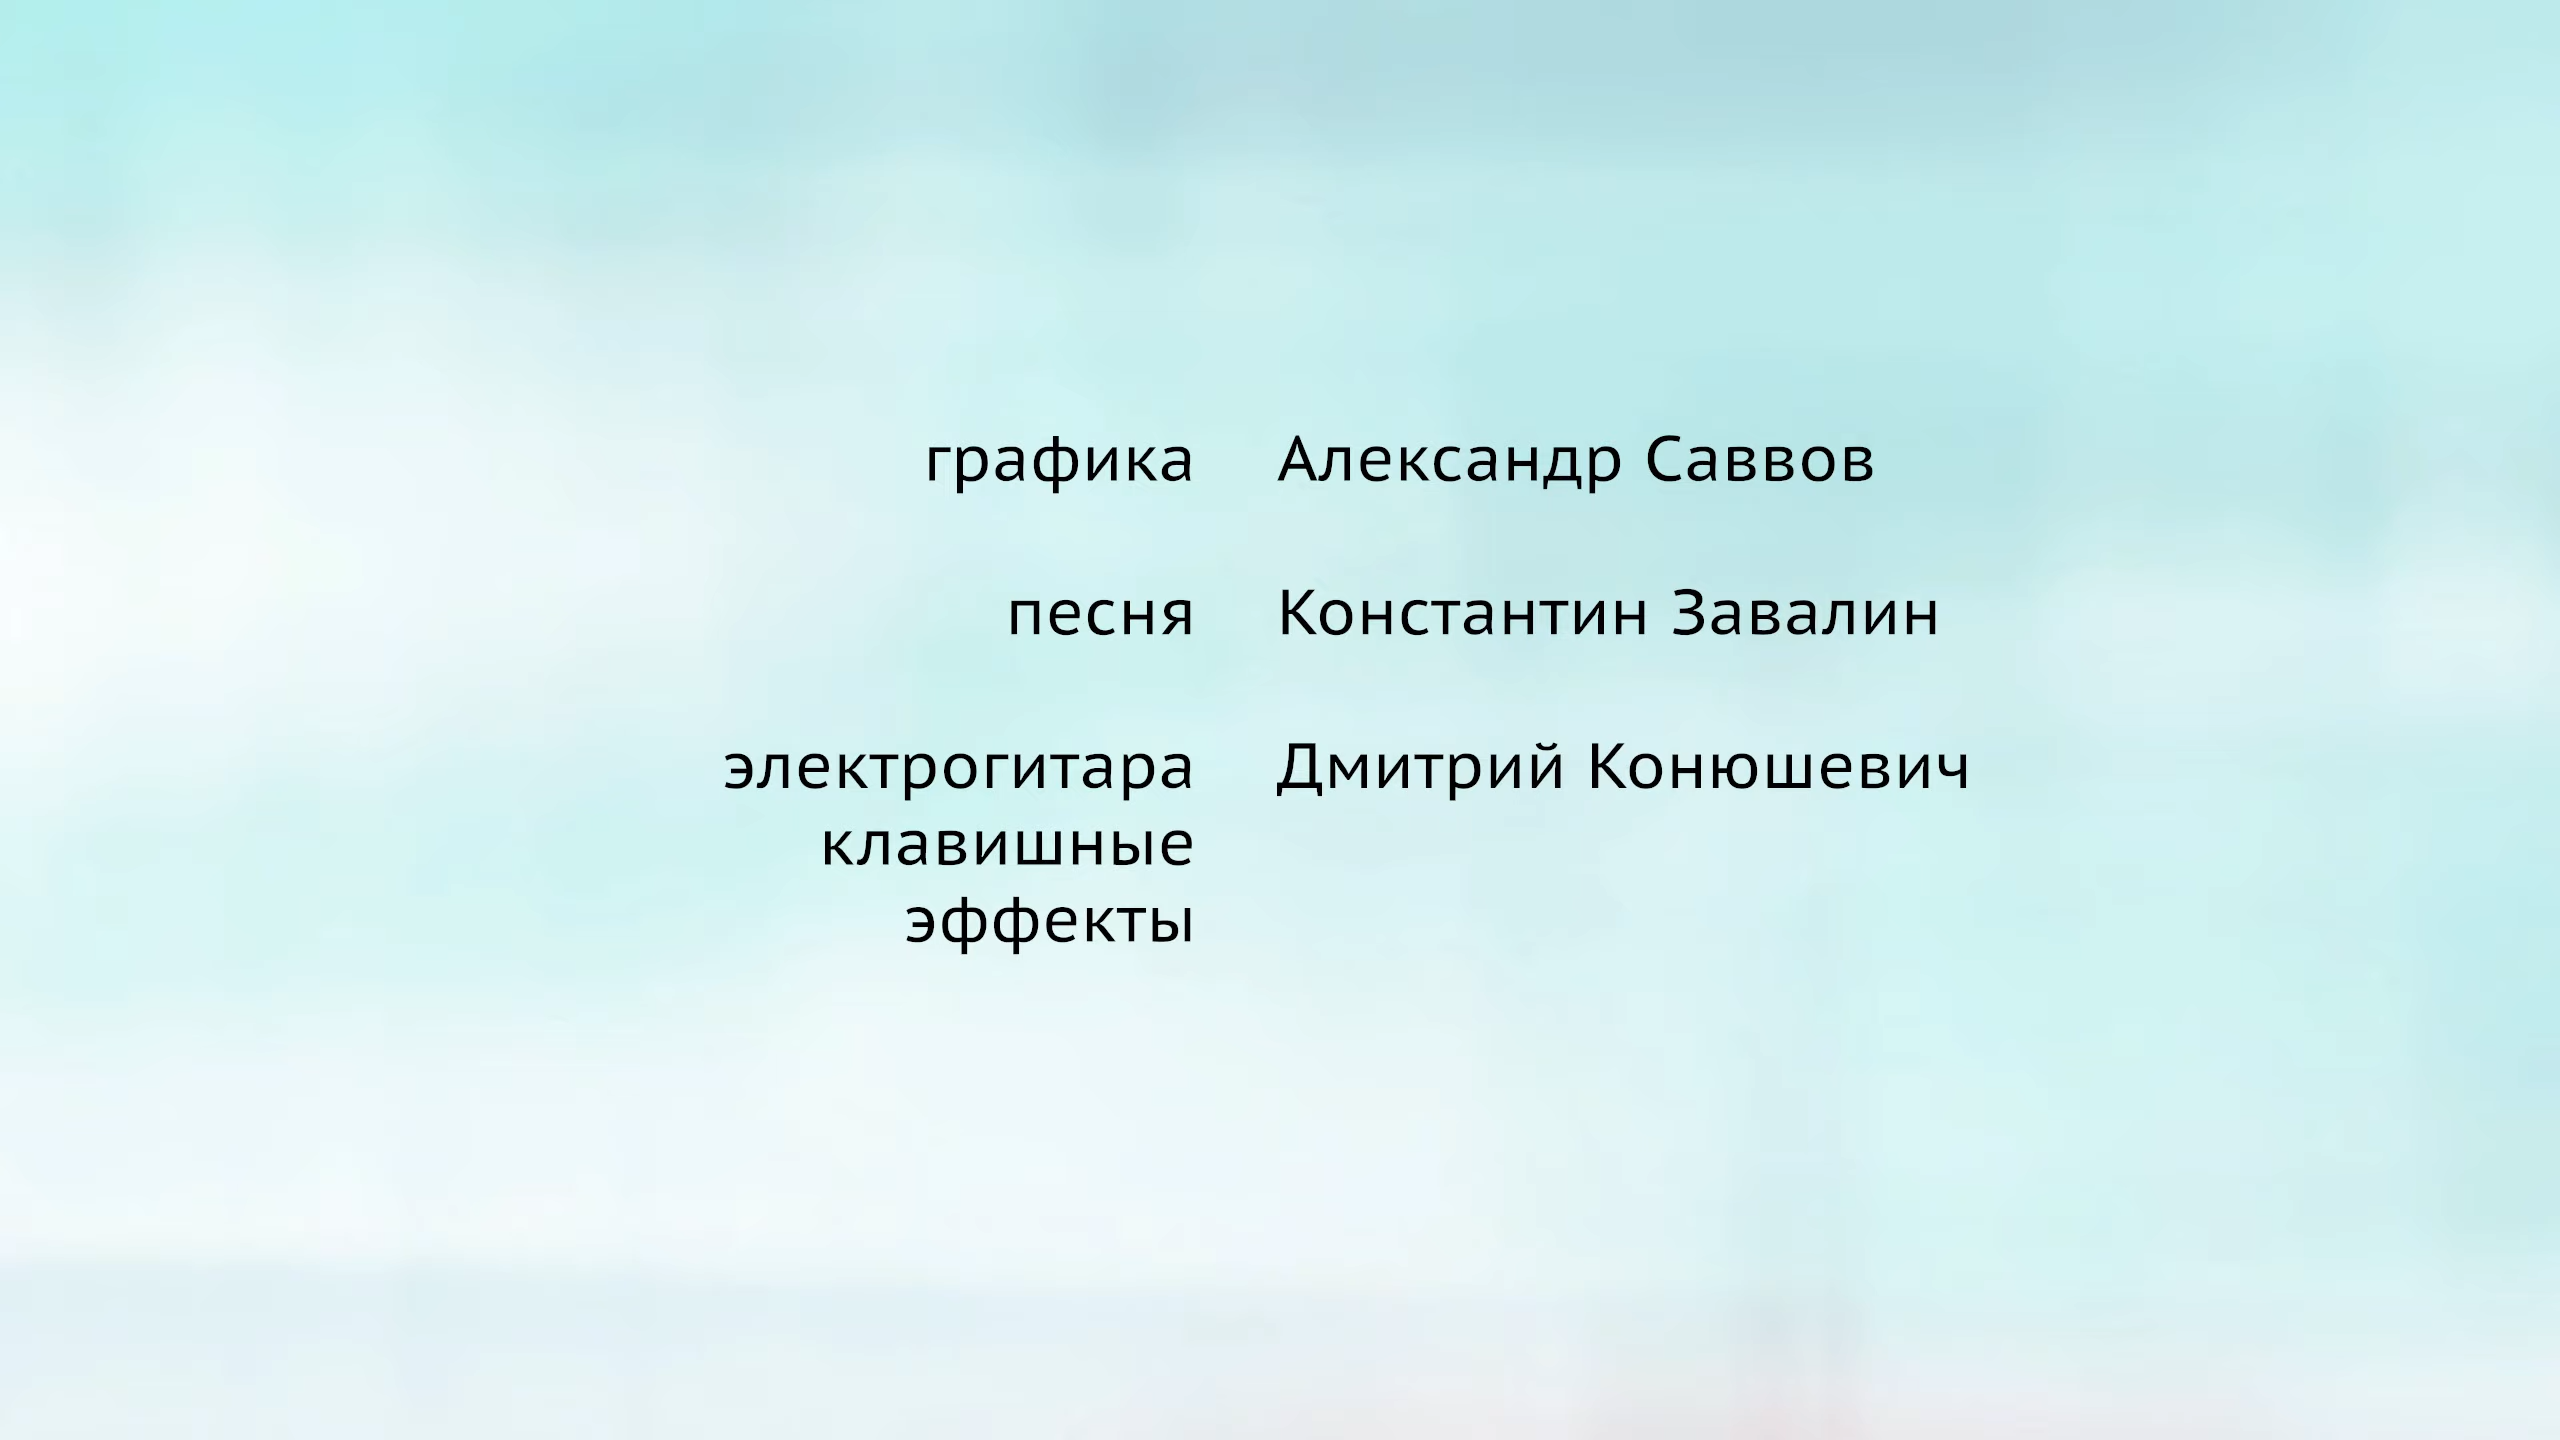 графика Александр Саввов
песня Константин Завалин
электрогитара Дмитрий Конюшевич
клавишные
эффекты